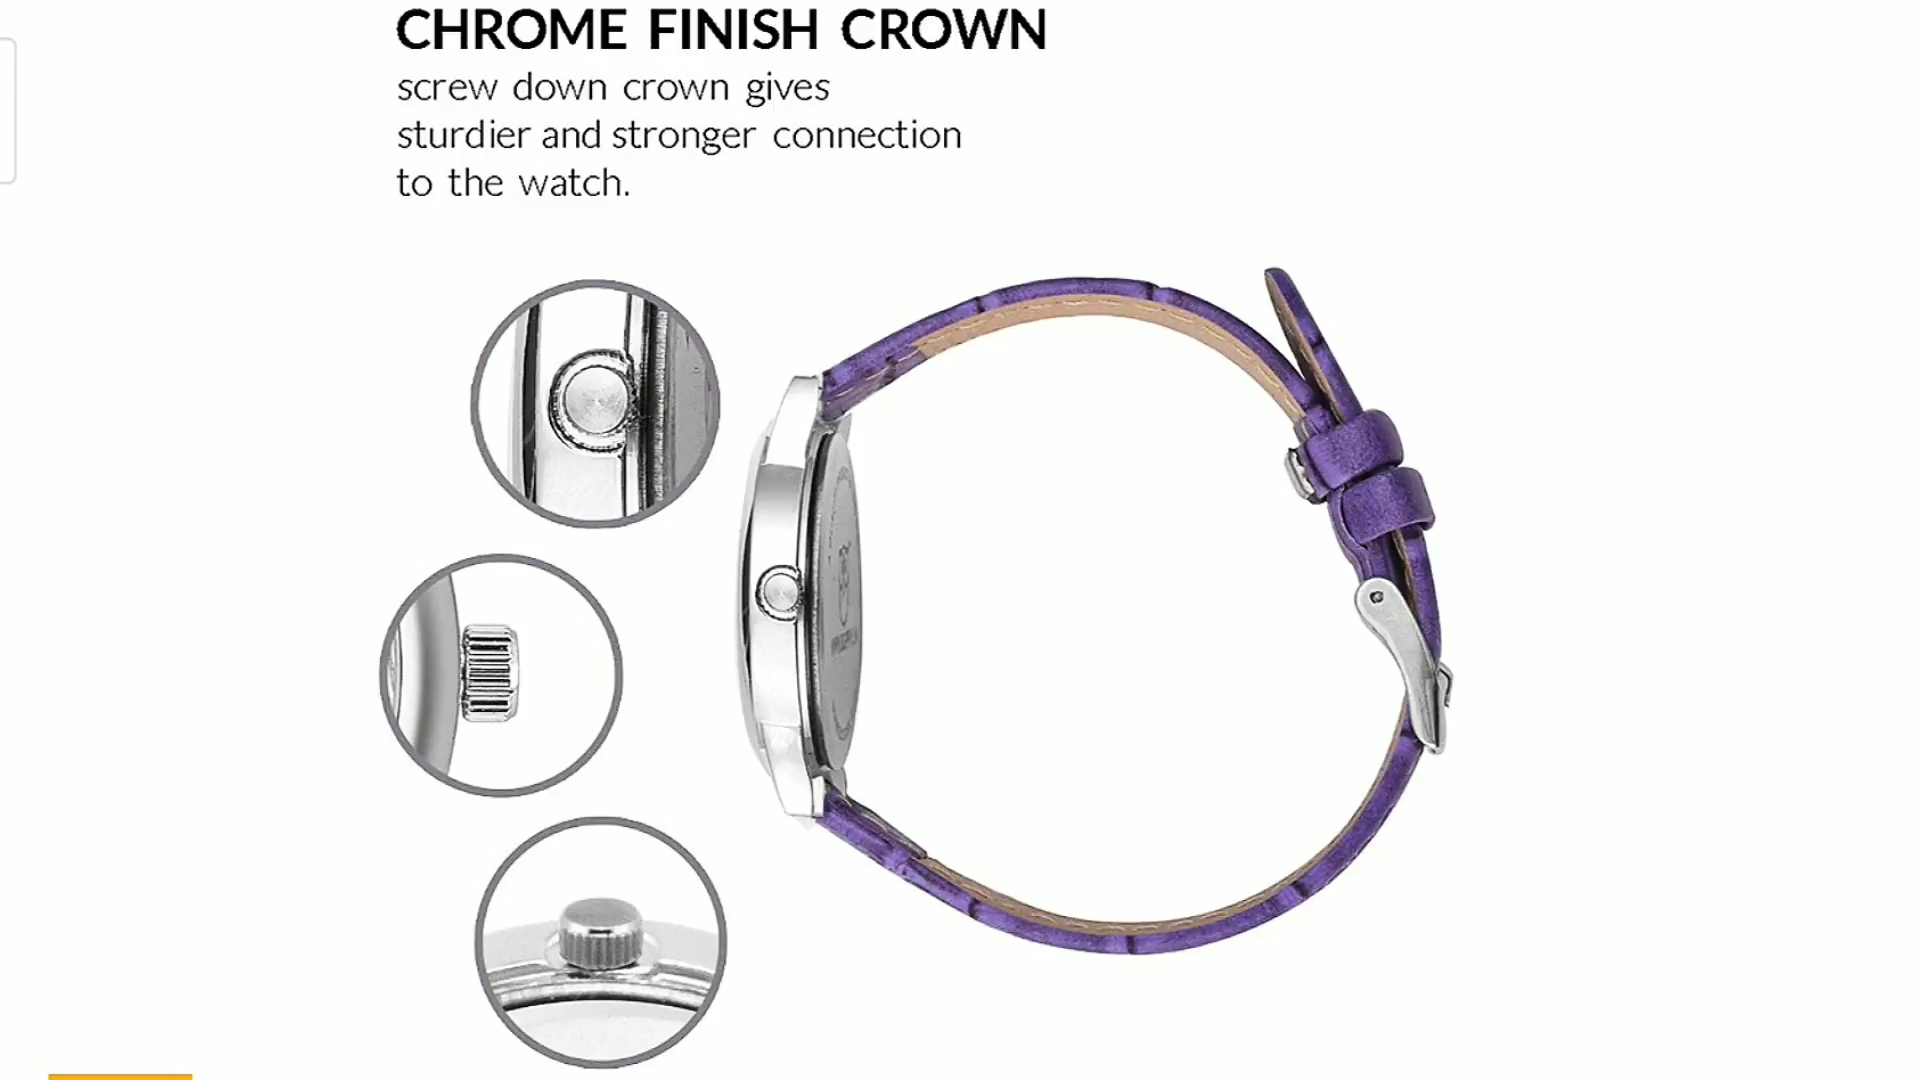 CHROME FINISH CROWN
screw down crown gives
sturdier and stronger connection
to the watch.